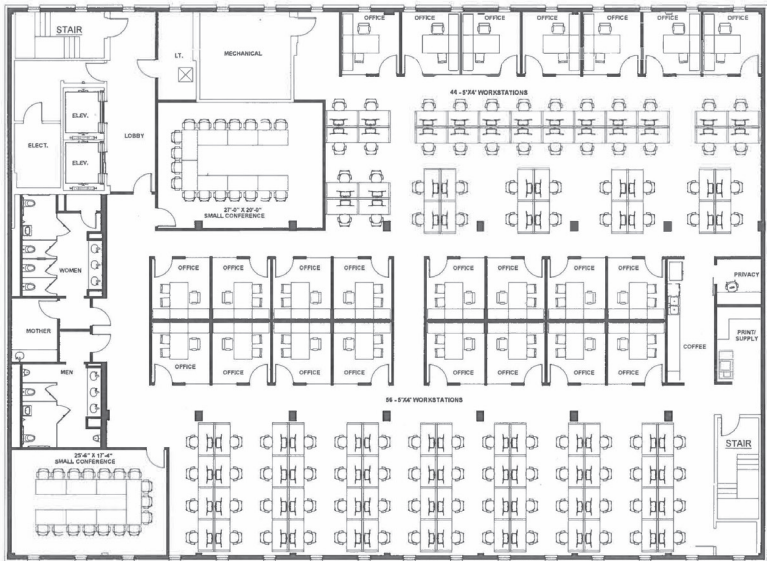 STAIR
LT.
MECHANICAL
OFFICE
OFFICE
OFFICE
OFFICE
OFFICE
OFFICE
OFFICE
44 - 5'X4' WORKSTATIONS
ELEV.
LOBBY
ELECT.
ELEV.
27'-0" X 20'-0"
SMALL CONFERENCE
WOMEN
OFFICE
OFFICE
OFFICE
OFFICE
OFFICE
OFFICE
OFFICE
OFFICE
PRIVACY
MOTHER
COFFEE
PRINT/
SUPPLY
MEN
OFFICE
OFFICE
OFFICE
OFFICE
OFFICE
OFFICE
OFFICE
OFFICE
56 - 5'X4' WORKSTATIONS
STAIR
25'-6" X 17'-4"
SMALL CONFERENCE